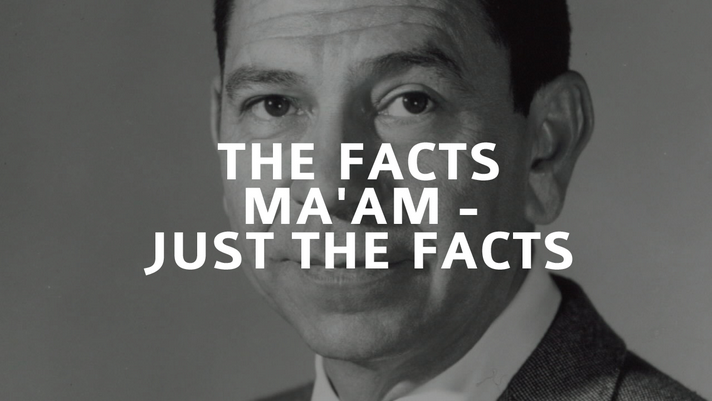 THE FACTS
MA'AM –
JUST THE FACTS